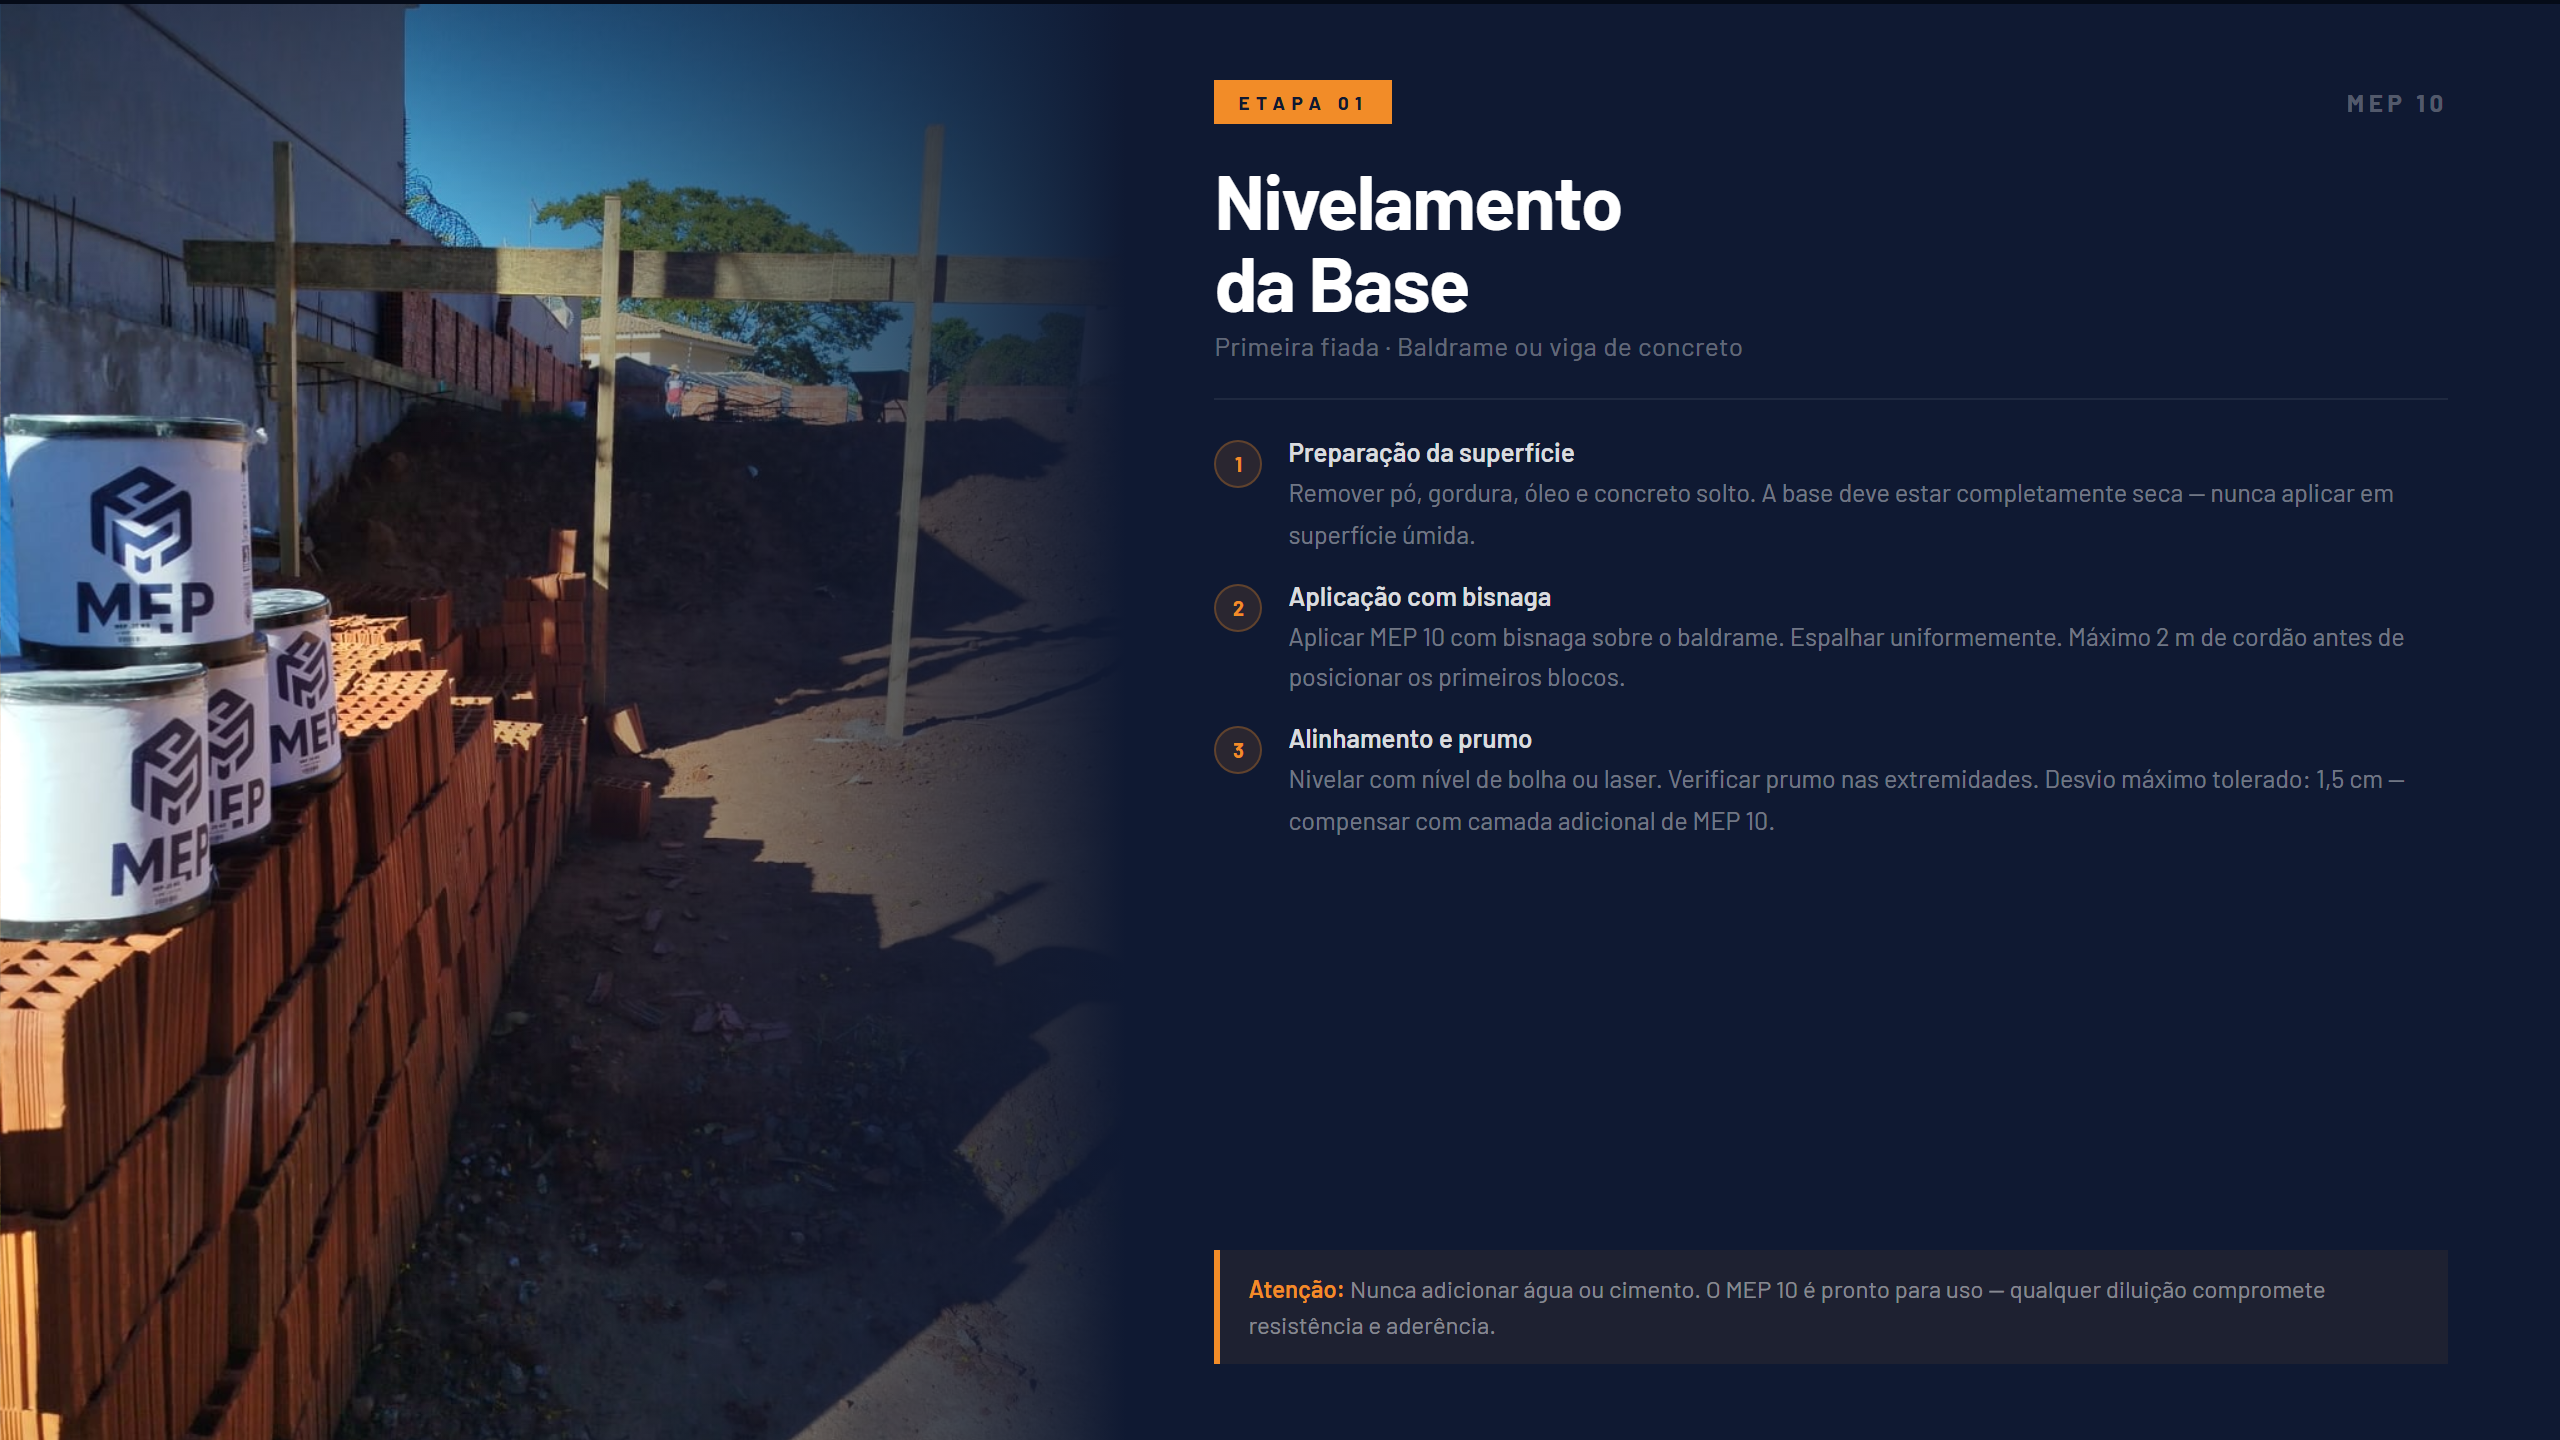 ETAPA 01
MEP 10
Nivelamento
da Base
Primeira fiada · Baldrame ou viga de concreto
1
Preparação da superfície
Remover pó, gordura, óleo e concreto solto. A base deve estar completamente seca — nunca aplicar em
superfície úmida.
2
Aplicação com bisnaga
Aplicar MEP 10 com bisnaga sobre o baldrame. Espalhar uniformemente. Máximo 2 m de cordão antes de
posicionar os primeiros blocos.
3
Alinhamento e prumo
Nivelar com nível de bolha ou laser. Verificar prumo nas extremidades. Desvio máximo tolerado: 1,5 cm —
compensar com camada adicional de MEP 10.
Atenção: Nunca adicionar água ou cimento. O MEP 10 é pronto para uso — qualquer diluição compromete
resistência e aderência.
MEP
MEP
MEP
MEP